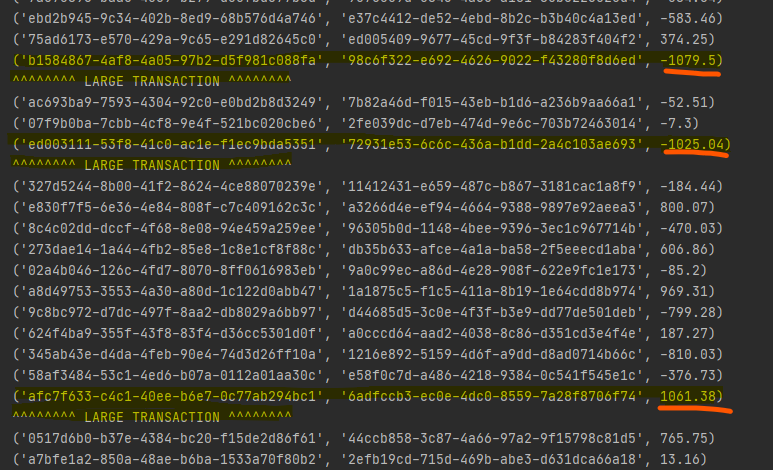 ('ebd2b945-9c34-402b-8ed9-68b576d4a746', 'e37c4412-de52-4ebd-8b2c-b3b40c4a13ed', -583.46)
('75ad6173-e570-429a-9c65-e291d82645c0', 'ed005409-9677-45cd-9f3f-b84283f404f2', 374.25)
('b1584867-4af8-4a05-97b2-d5f981c088fa', '98c6f322-e692-4626-9022-f43280f8d6ed', -1079.5)
^^^^^^^^ LARGE TRANSACTION ^^^^^^^^
('ac693ba9-7593-4304-92c0-e0bd2b8d3249', '7b82a46d-f015-43eb-b1d6-a236b9aa66a1', -52.51)
('07f9b0ba-7cbb-4cf8-9e4f-521bc020cbe6', '2fe039dc-d7eb-474d-9e6c-703b72463014', -7.3)
('ed003111-53f8-41c0-ac1e-f1ec9bda5351', '72931e53-6c6c-436a-b1dd-2a4c103ae693', -1025.04)
^^^^^^^^ LARGE TRANSACTION ^^^^^^^^
('327d5244-8b00-41f2-8624-4ce88070239e', '11412431-e659-487c-b867-3181cac1a8f9', -184.44)
('e830f7f5-6e36-4e84-808f-c7c409162c3c', 'a3266d4e-ef94-4664-9388-9897e92aeea3', 800.07)
('8c4c02dd-dccf-4f68-8e08-94e459a259ee', '96305b0d-1148-4bee-9396-3ec1c967714b', -470.03)
('273dae14-1a44-4fb2-85e8-1c8e1cf8f88c', 'db35b633-afce-4a1a-ba58-2f5eeecd1aba', 606.86)
('02a4b046-126c-4fd7-8070-8ff0616983eb', '9a0c99ec-a86d-4e28-908f-622e9fc1e173', -85.2)
('a8d49753-3553-4a30-a80d-1c122d0abb47', '1a1875c5-f1c5-411a-8b19-1e64cdd8b974', 969.31)
('9c8bc972-d7dc-497f-8aa2-db8029a6bb97', 'd44685d5-3c0e-4f3f-b3e9-dd77de501deb', -799.28)
('624f4ba9-355f-43f8-83f4-d36cc5301d0f', 'a0cccd64-aad2-4038-8c86-d351cd3e4f4e', 187.27)
('345ab43e-d4da-4feb-90e4-74d3d26ff10a', '1216e892-5159-4d6f-a9dd-d8ad0714b66c', -810.03)
('58af3484-53c1-4ed6-b07a-0112a01aa30c', 'e58f0c7d-a486-4218-9384-0c541f545e1c', -376.73)
('afc7f633-c4c1-40ee-b6e7-0c77ab294bc1', '6adfccb3-ec0e-4dc0-8559-7a28f8706f74', 1061.38)
^^^^^^^^ LARGE TRANSACTION ^^^^^^^^
('0517d6b0-b37e-4384-bc20-f15de2d86f61', '44ccb858-3c87-4a66-97a2-9f15798c81d5', 765.75)
('a7bfe1a2-850a-48ae-b6ba-1533a70f80b2', '2efb19cd-715d-469b-abe3-d631dca66a18', 13.16)